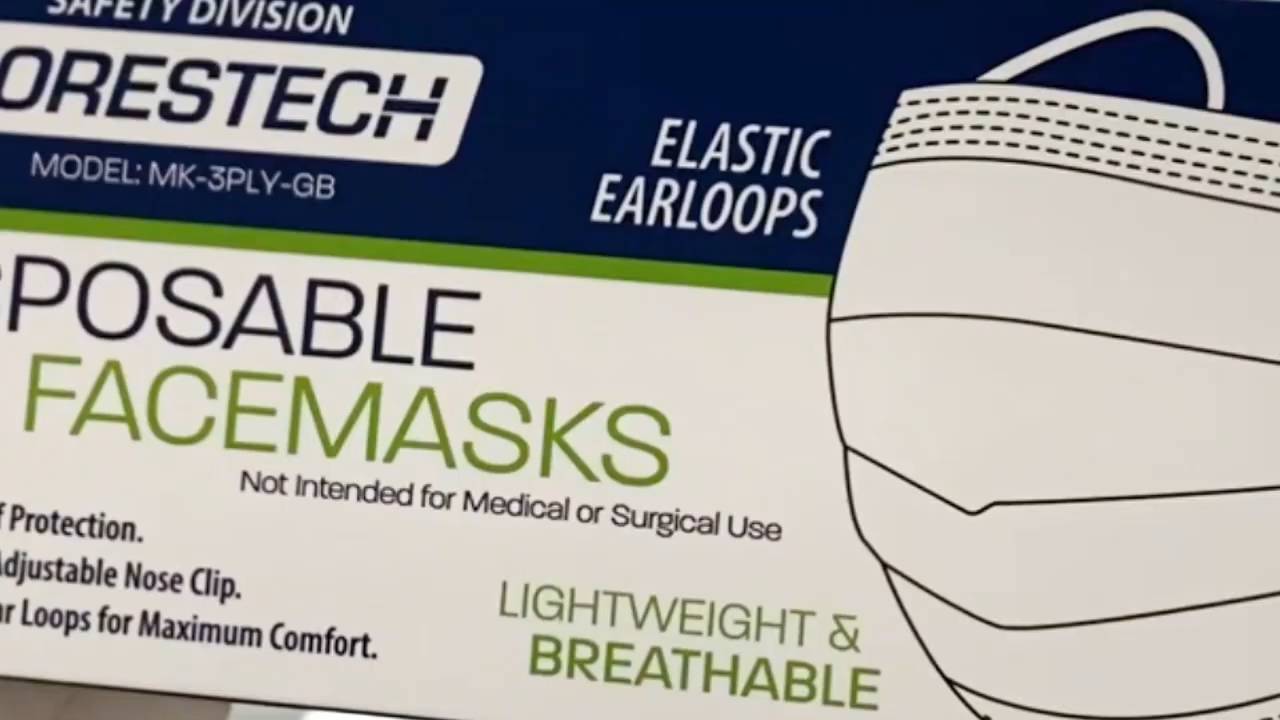 SAFETY DIVISION
ORESTECH
MODEL: MK-3PLY-GB
ELASTIC
EARLOOPS
POSABLE
FACEMASKS
Not Intended for Medical or Surgical Use
f Protection.
Adjustable Nose Clip.
ar Loops for Maximum Comfort.
LIGHTWEIGHT &
BREATHABLE